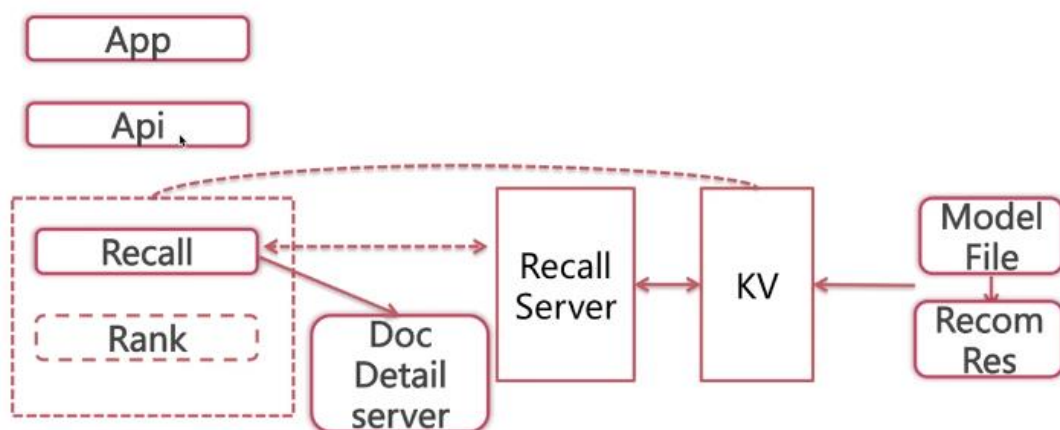 App
Api
Recall
Rank
Doc
Detail
server
Recall
Server
KV
Model
File
Recom
Res